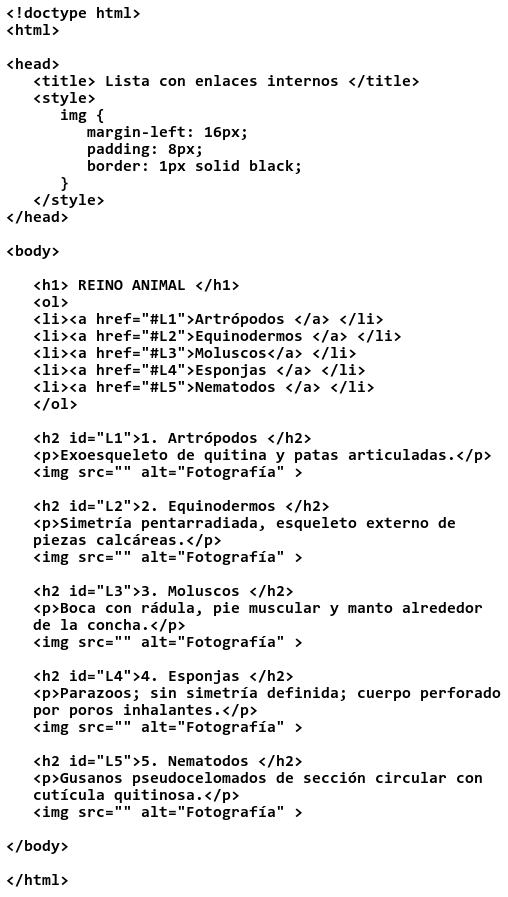 <!doctype html>
<html>
<head>
<title> Lista con enlaces internos </title>
<style>
img {
margin-left: 16px;
padding: 8px;
border: 1px solid black;
}
</style>
</head>
<body>
<h1> REINO ANIMAL </h1>
<ol>
<li><a href="#L1">Artrópodos </a> </li>
<li><a href="#L2">Equinodermos </a> </li>
<li><a href="#L3">Moluscos</a> </li>
<li><a href="#L4">Esponjas </a> </li>
<li><a href="#L5">Nematodos </a> </li>
</ol>
<h2 id="L1">1. Artrópodos </h2>
<p>Exoesqueleto de quitina y patas articuladas.</p>
<img src="" alt="Fotografía" >
<h2 id="L2">2. Equinodermos </h2>
<p>Simetría pentarradiada, esqueleto externo de
piezas calcáreas.</p>
<img src="" alt="Fotografía" >
<h2 id="L3">3. Moluscos </h2>
<p>Boca con rádula, pie muscular y manto alrededor
de la concha.</p>
<img src="" alt="Fotografía" >
<h2 id="L4">4. Esponjas </h2>
<p>Parazoos; sin simetría definida; cuerpo perforado
por poros inhalantes.</p>
<img src="" alt="Fotografía" >
<h2 id="L5">5. Nematodos </h2>
<p>Gusanos pseudocelomados de sección circular con
cutícula quitinosa.</p>
<img src="" alt="Fotografía" >
</body>
</html>